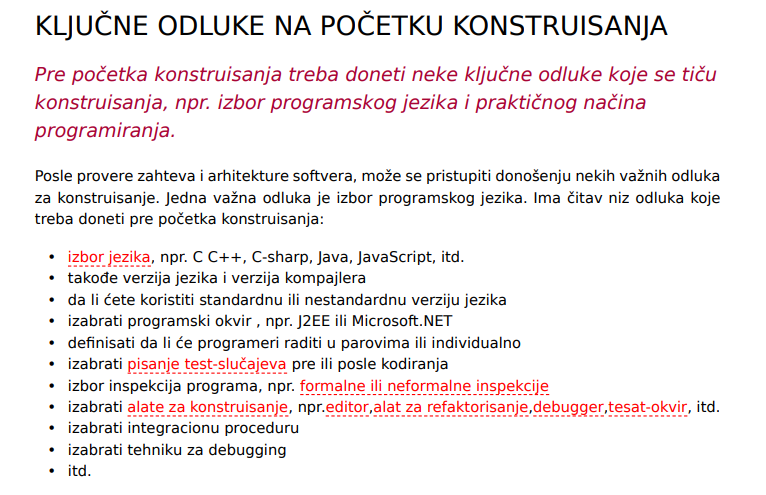 KLJUČNE ODLUKE NA POČETKU KONSTRUISANJA
Pre početka konstruisanja treba doneti neke ključne odluke koje se tiču
konstruisanja, npr. izbor programskog jezika i praktičnog načina
programiranja.
Posle provere zahteva i arhitekture softvera, može se pristupiti donošenju nekih važnih odluka
za konstruisanje. Jedna važna odluka je izbor programskog jezika. Ima čitav niz odluka koje
treba doneti pre početka konstruisanja:
• izbor jezika, npr. C C++, C-sharp, Java, JavaScript, itd.
• takođe verzija jezika i verzija kompajlera
• da li ćete koristiti standardnu ili nestandardnu verziju jezika
• izabrati programski okvir , npr. J2EE ili Microsoft.NET
• definisati da li će programeri raditi u parovima ili individualno
• izabrati pisanje test-slučajeva pre ili posle kodiranja
• izbor inspekcija programa, npr. formalne ili neformalne inspekcije
• izabrati alate za konstruisanje, npr.editor,alat za refaktorisanje,debugger,tesat-okvir, itd.
• izabrati integracionu proceduru
• izabrati tehniku za debugging
• itd.